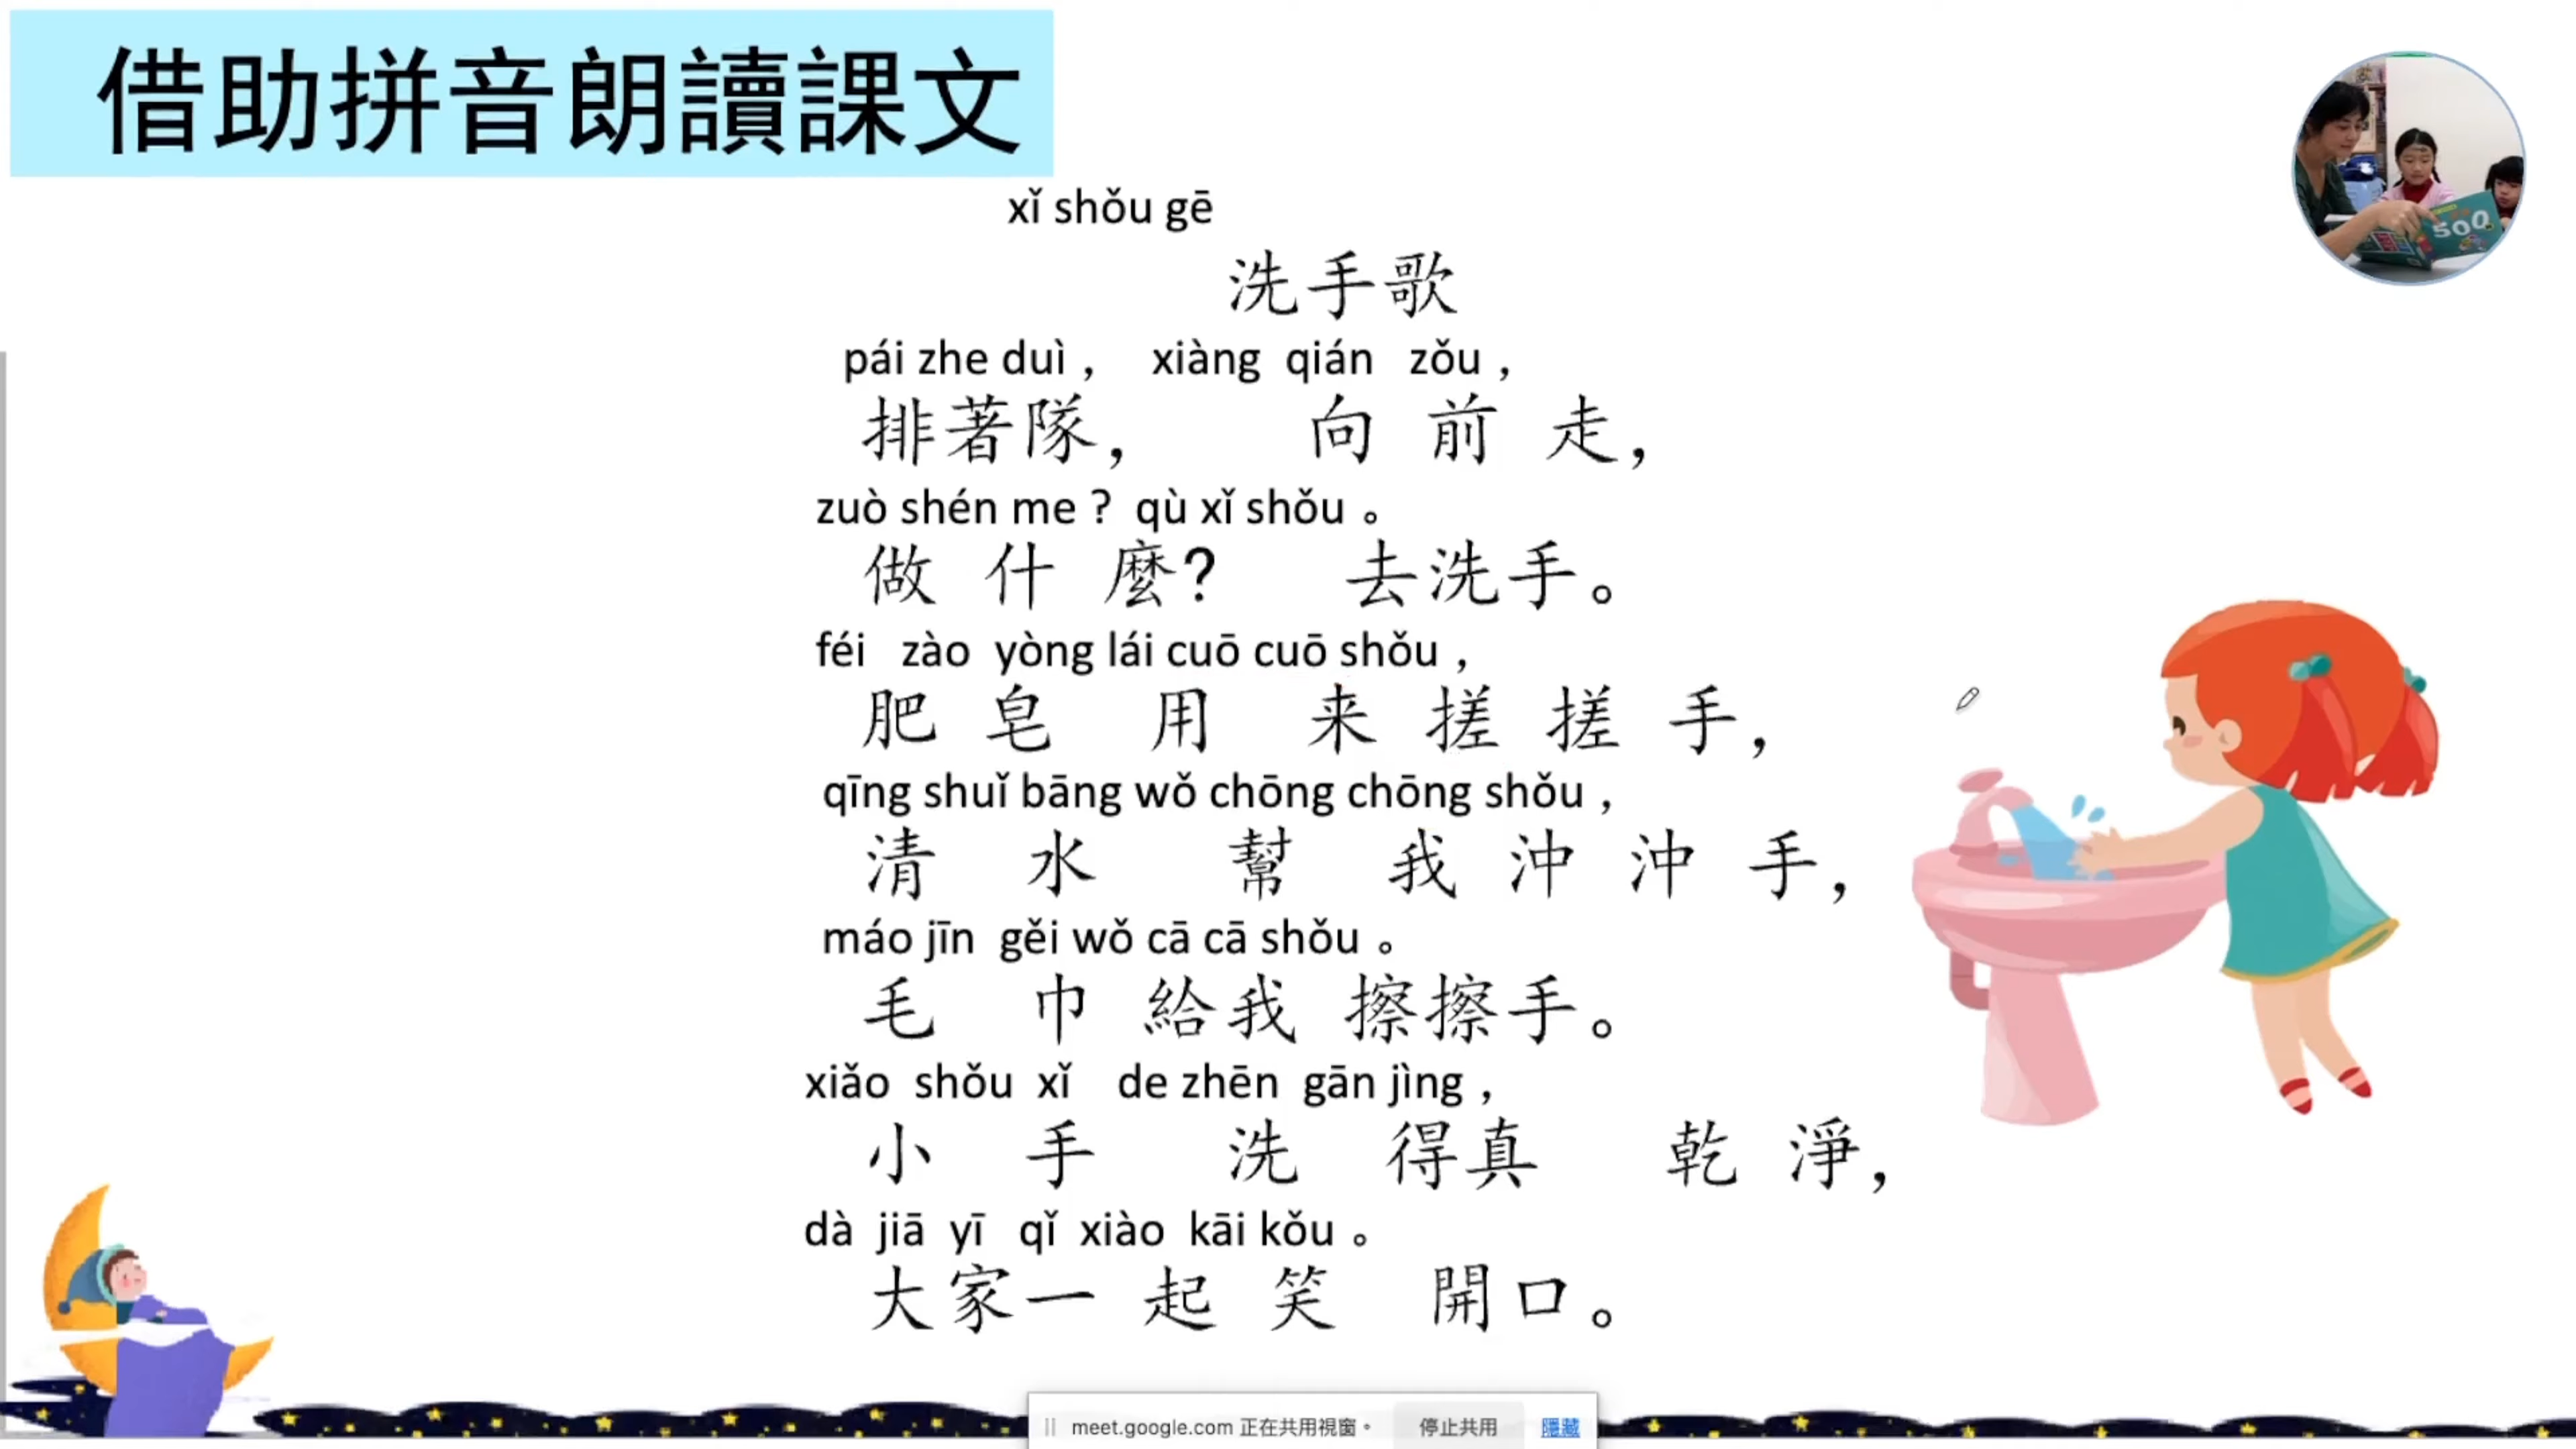 借助拼音朗讀課文
xǐ shǒu gē
洗手歌
pái zhe duì , xiàng qián zǒu ,
排著隊, 向 前 走,
zuò shén me ? qù xǐ shǒu 。
做 什 麼? 去洗手。
féi zào yòng lái cuō cuō shǒu ,
肥 皂 用 来 搓 搓 手,
qīng shuǐ bāng wǒ chōng chōng shǒu ,
清 水 幫 我 沖 沖 手,
máo jīn gěi wǒ cā cā shǒu 。
毛 巾 給我 擦擦手。
xiǎo shǒu xǐ de zhēn gān jìng ,
小 手 洗 得真 乾 淨,
dà jiā yī qǐ xiào kāi kǒu 。
大家一 起 笑 開口。
500
meet.google.com 正在共用視窗。 停止共用 隱藏